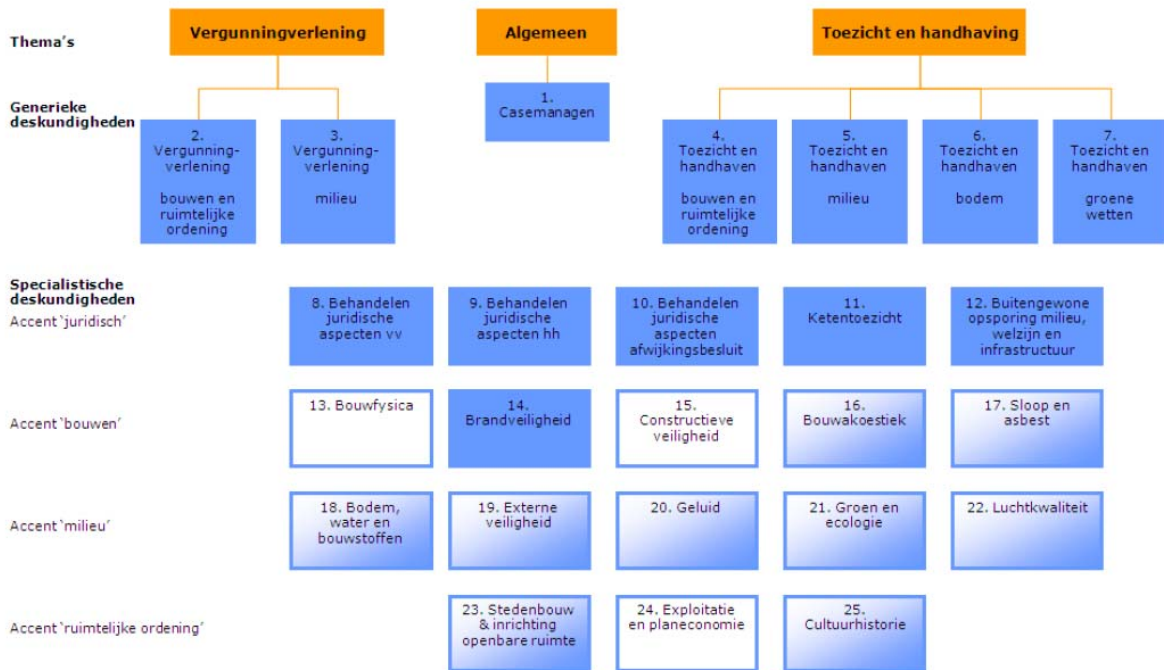 Thema's
Vergunningverlening
Algemeen
Toezicht en handhaving
Generieke
deskundigheden
1.
Casemanagen
2.
Vergunning-
verlening
bouwen en
ruimtelijke
ordening
3.
Vergunning-
verlening
milieu
4.
Toezicht en
handhaven
bouwen en
ruimtelijke
ordening
5.
Toezicht en
handhaven
milieu
6.
Toezicht en
handhaven
bodem
7.
Toezicht en
handhaven
groene
wetten
Specialistische
deskundigheden
Accent 'juridisch'
8. Behandelen
juridische
aspecten vv
9. Behandelen
juridische
aspecten hh
10. Behandelen
juridische
aspecten
afwijkingsbesluit
11.
Ketentoezicht
12. Buitengewone
opsporing milieu,
welzijn en
infrastructuur
Accent 'bouwen'
13. Bouwfysica
14.
Brandveiligheid
15.
Constructieve
veiligheid
16.
Bouwakoestiek
17. Sloop en
asbest
Accent 'milieu'
18. Bodem,
water en
bouwstoffen
19. Externe
veiligheid
20. Geluid
21. Groen en
ecologie
22. Luchtkwaliteit
Accent 'ruimtelijke ordening'
23. Stedenbouw
& inrichting
openbare ruimte
24. Exploitatie
en planeconomie
25.
Cultuurhistorie